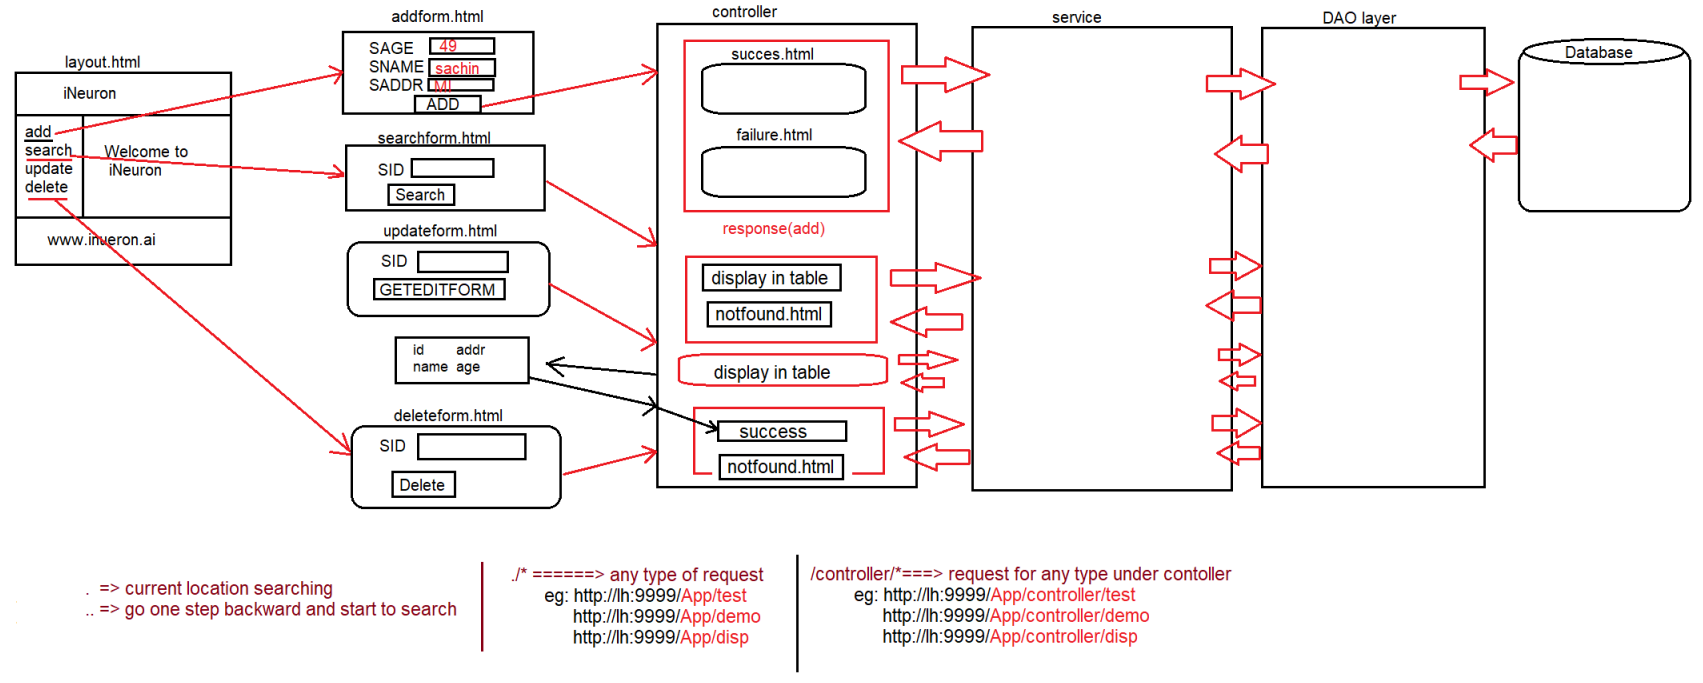 layout.html
iNeuron
add
search
update
delete
Welcome to
iNeuron
www.inueron.ai
addform.html
SAGE 49
SNAME sachin
SADDR MI
ADD
searchform.html
SID
Search
updateform.html
SID
GETEDITFORM
id addr
name age
deleteform.html
SID
Delete
controller
succes.html
failure.html
response(add)
display in table
notfound.html
display in table
success
notfound.html
service
DAO layer
Database
. => current location searching
.. => go one step backward and start to search
./* ======> any type of request
eg: http://lh:9999/App/test
http://lh:9999/App/demo
http://lh:9999/App/disp
/controller/*===> request for any type under contoller
eg: http://lh:9999/App/controller/test
http://lh:9999/App/controller/demo
http://lh:9999/App/controller/disp